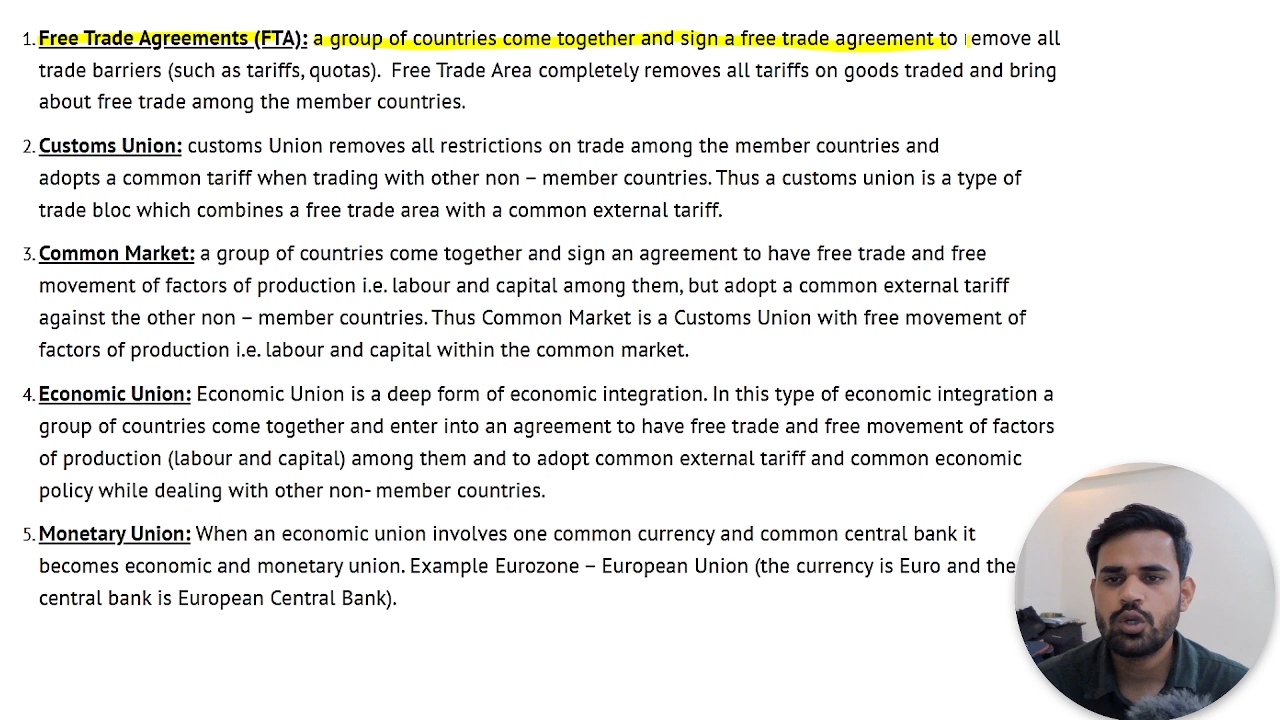 1. Free Trade Agreements (FTA): a group of countries come together and sign a free trade agreement to remove all
trade barriers (such as tariffs, quotas). Free Trade Area completely removes all tariffs on goods traded and bring
about free trade among the member countries.
2. Customs Union: customs Union removes all restrictions on trade among the member countries and
adopts a common tariff when trading with other non – member countries. Thus a customs union is a type of
trade bloc which combines a free trade area with a common external tariff.
3. Common Market: a group of countries come together and sign an agreement to have free trade and free
movement of factors of production i.e. labour and capital among them, but adopt a common external tariff
against the other non – member countries. Thus Common Market is a Customs Union with free movement of
factors of production i.e. labour and capital within the common market.
4. Economic Union: Economic Union is a deep form of economic integration. In this type of economic integration a
group of countries come together and enter into an agreement to have free trade and free movement of factors
of production (labour and capital) among them and to adopt common external tariff and common economic
policy while dealing with other non- member countries.
5. Monetary Union: When an economic union involves one common currency and common central bank it
becomes economic and monetary union. Example Eurozone – European Union (the currency is Euro and the
central bank is European Central Bank).